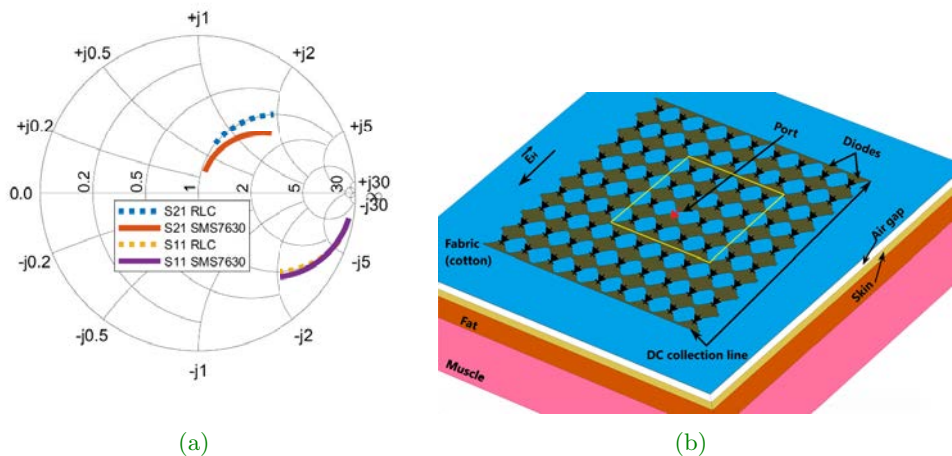 +j1
+j0.5
+j2
+j0.2
+j5
0.0
0.2
0.5
1
2
5
30
+j30
-j30
-j0.2
-j5
-j0.5
-j2
-j1
S21 RLC
S21 SMS7630
S11 RLC
S11 SMS7630
(a)
Port
Diodes
Fabric
(cotton)
Air gap
Skin
DC collection line
Fat
Muscle
(b)